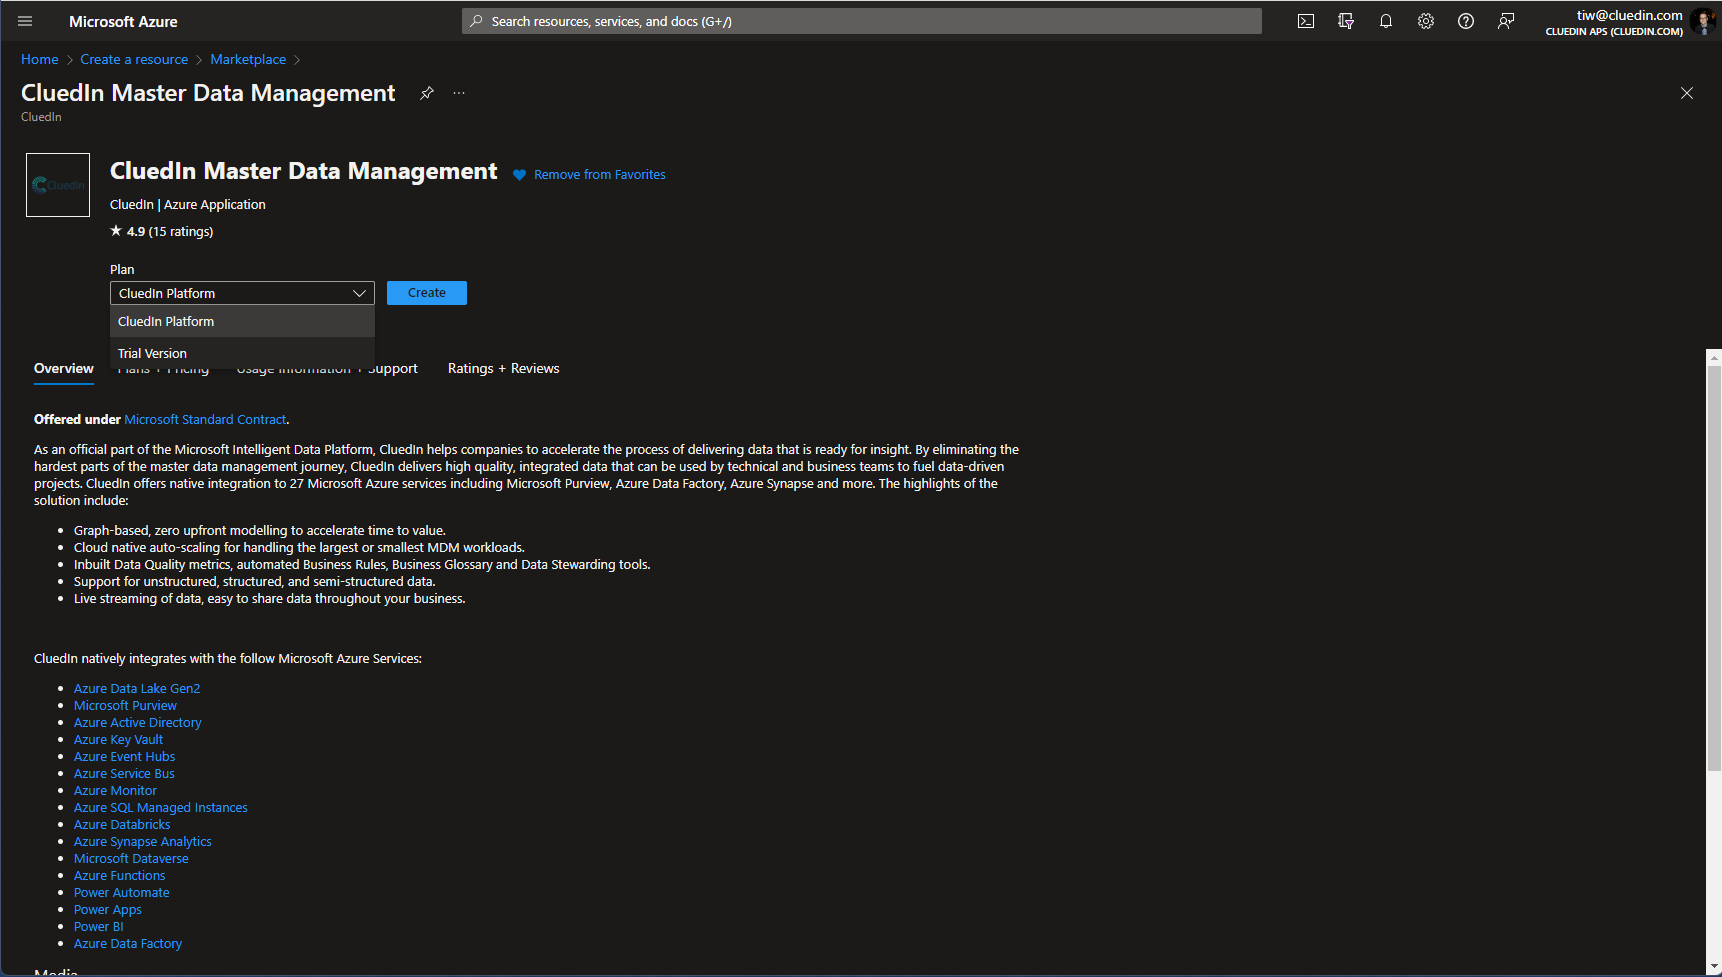 Microsoft Azure
Search resources, services, and docs (G+/)
tiw@cluedin.com
CLUEDIN APS (CLUEDIN.COM)
Home > Create a resource > Marketplace >
CluedIn Master Data Management
CluedIn
Cluedin
CluedIn Master Data Management
Remove from Favorites
CluedIn | Azure Application
★ 4.9 (15 ratings)
Plan
CluedIn Platform
Create
CluedIn Platform
Trial Version
Overview
Plans + Pricing
Usage Information + Support
Ratings + Reviews
Offered under Microsoft Standard Contract.
As an official part of the Microsoft Intelligent Data Platform, CluedIn helps companies to accelerate the process of delivering data that is ready for insight. By eliminating the
hardest parts of the master data management journey, CluedIn delivers high quality, integrated data that can be used by technical and business teams to fuel data-driven
projects. CluedIn offers native integration to 27 Microsoft Azure services including Microsoft Purview, Azure Data Factory, Azure Synapse and more. The highlights of the
solution include:
• Graph-based, zero upfront modelling to accelerate time to value.
• Cloud native auto-scaling for handling the largest or smallest MDM workloads.
• Inbuilt Data Quality metrics, automated Business Rules, Business Glossary and Data Stewarding tools.
• Support for unstructured, structured, and semi-structured data.
• Live streaming of data, easy to share data throughout your business.
CluedIn natively integrates with the follow Microsoft Azure Services:
• Azure Data Lake Gen2
• Microsoft Purview
• Azure Active Directory
• Azure Key Vault
• Azure Event Hubs
• Azure Service Bus
• Azure Monitor
• Azure SQL Managed Instances
• Azure Databricks
• Azure Synapse Analytics
• Microsoft Dataverse
• Azure Functions
• Power Automate
• Power Apps
• Power BI
• Azure Data Factory
Media